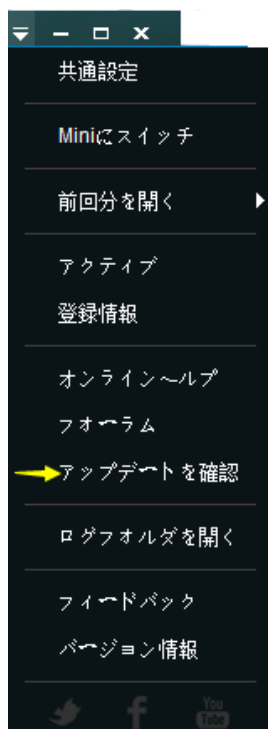 共通設定
Miniにスイッチ
前回分を開く
アクティブ
登録情報
オンラインヘルプ
フォーラム
アップデートを確認
ログフォルダを開く
フィードバック
バージョン情報
You
Tube